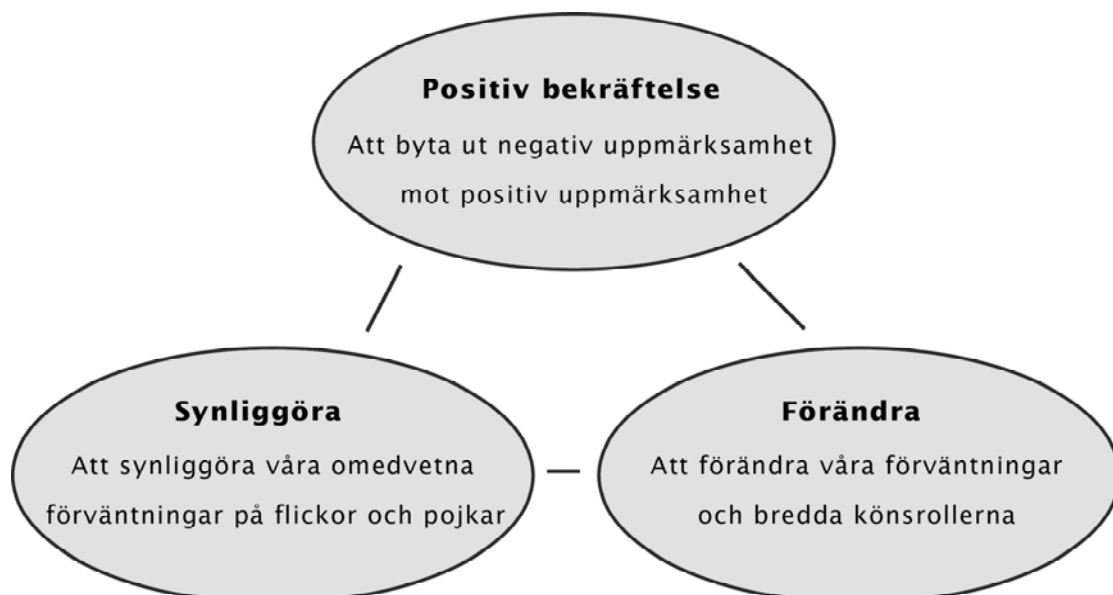 Positiv bekräftelse
Att byta ut negativ uppmärksamhet
mot positiv uppmärksamhet
Synliggöra
Att synliggöra våra omedvetna
förväntningar på flickor och pojkar
Förändra
Att förändra våra förväntningar
och bredda könsrollerna